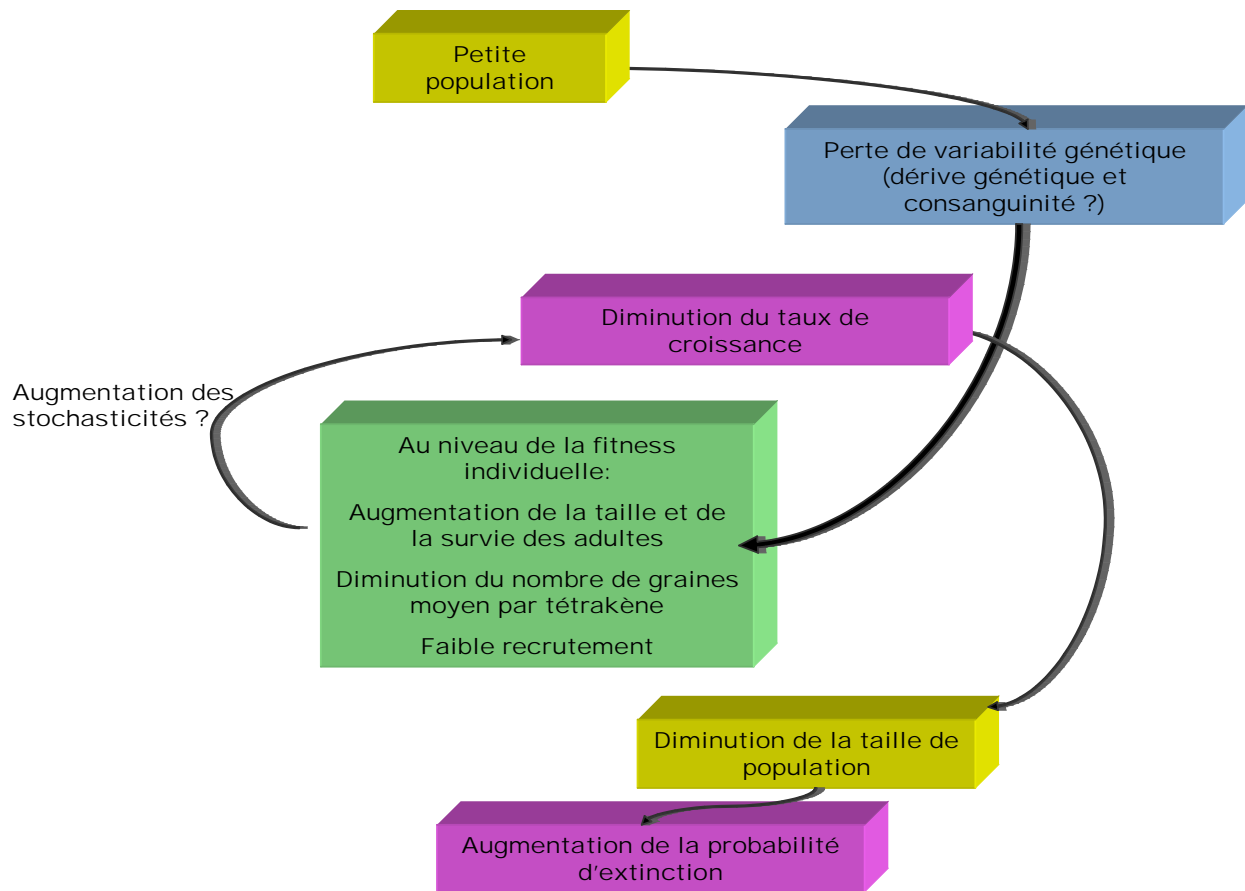 Petite
population
Perte de variabilité génétique
(dérive génétique et
consanguinité ?)
Diminution du taux de
croissance
Augmentation des
stochasticités ?
Au niveau de la fitness
individuelle:
Augmentation de la taille et de
la survie des adultes
Diminution du nombre de graines
moyen par tétrakène
Faible recrutement
Diminution de la taille de
population
Augmentation de la probabilité
d'extinction